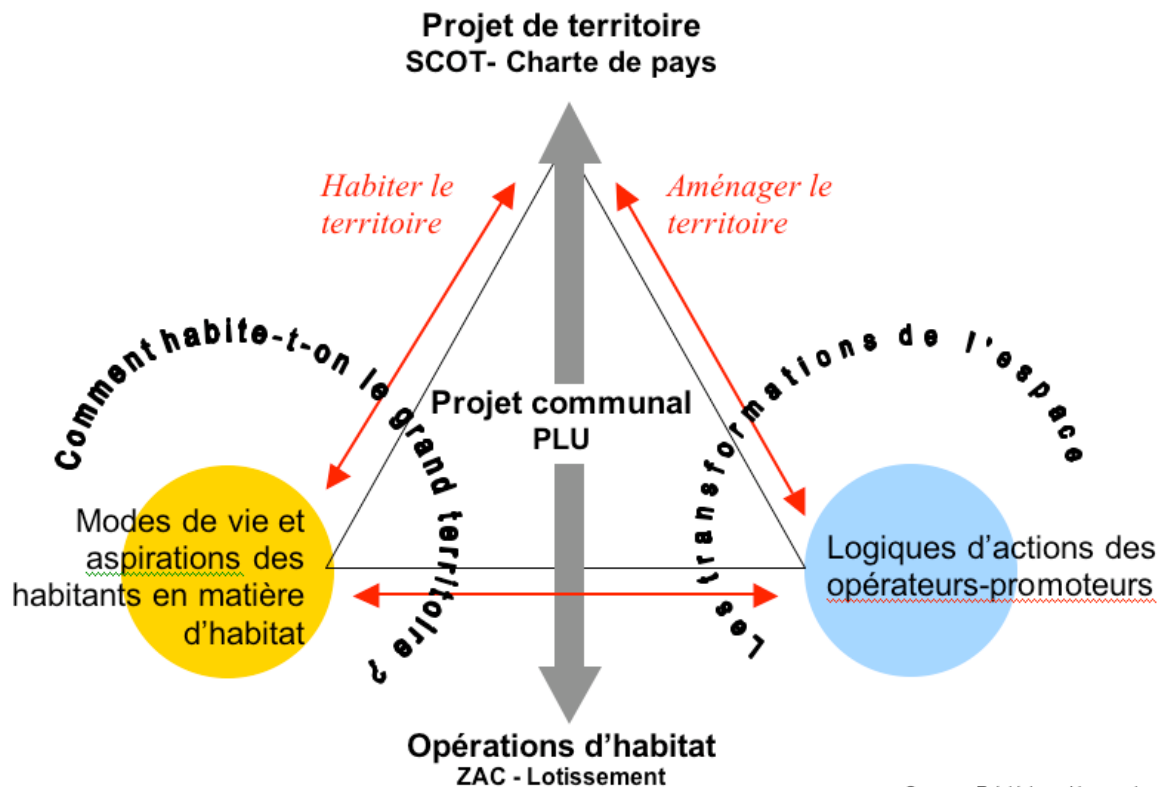 Projet de territoire
SCOT- Charte de pays
Habiter le
territoire
Aménager le
territoire
Comment habite-t-on le grand territoire ?
Les transformations de l'espace
Projet communal
PLU
Modes de vie et
aspirations des
habitants en matière
d'habitat
Logiques d'actions des
opérateurs-promoteurs
Opérations d'habitat
ZAC - Lotissement